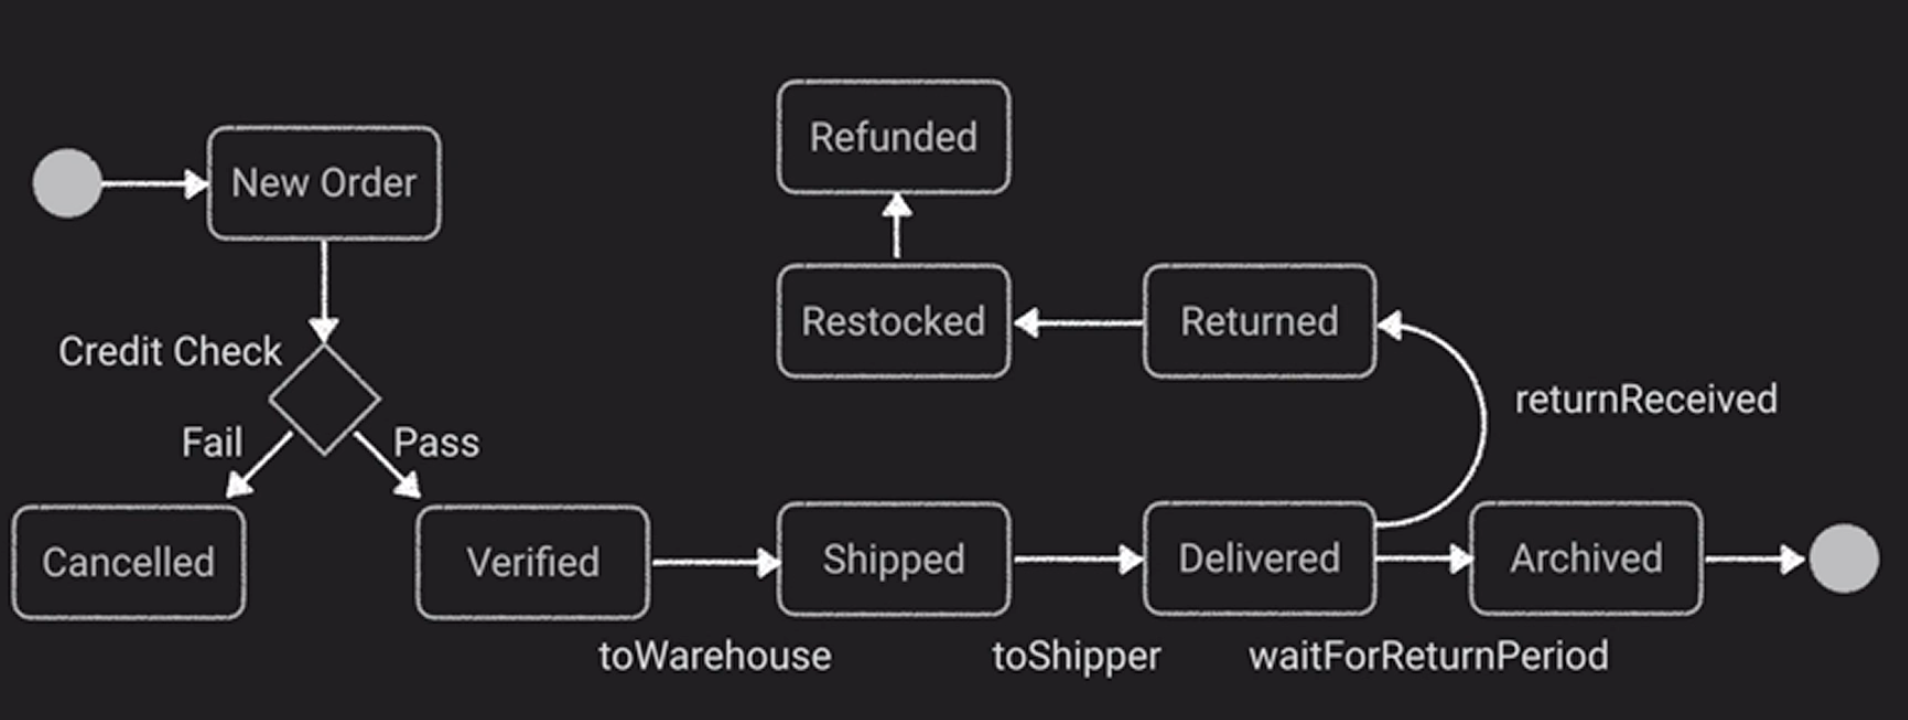 Refunded
New Order
Restocked
Returned
Credit Check
returnReceived
Fail
Pass
Cancelled
Verified
Shipped
Delivered
Archived
toWarehouse
toShipper
waitForReturnPeriod